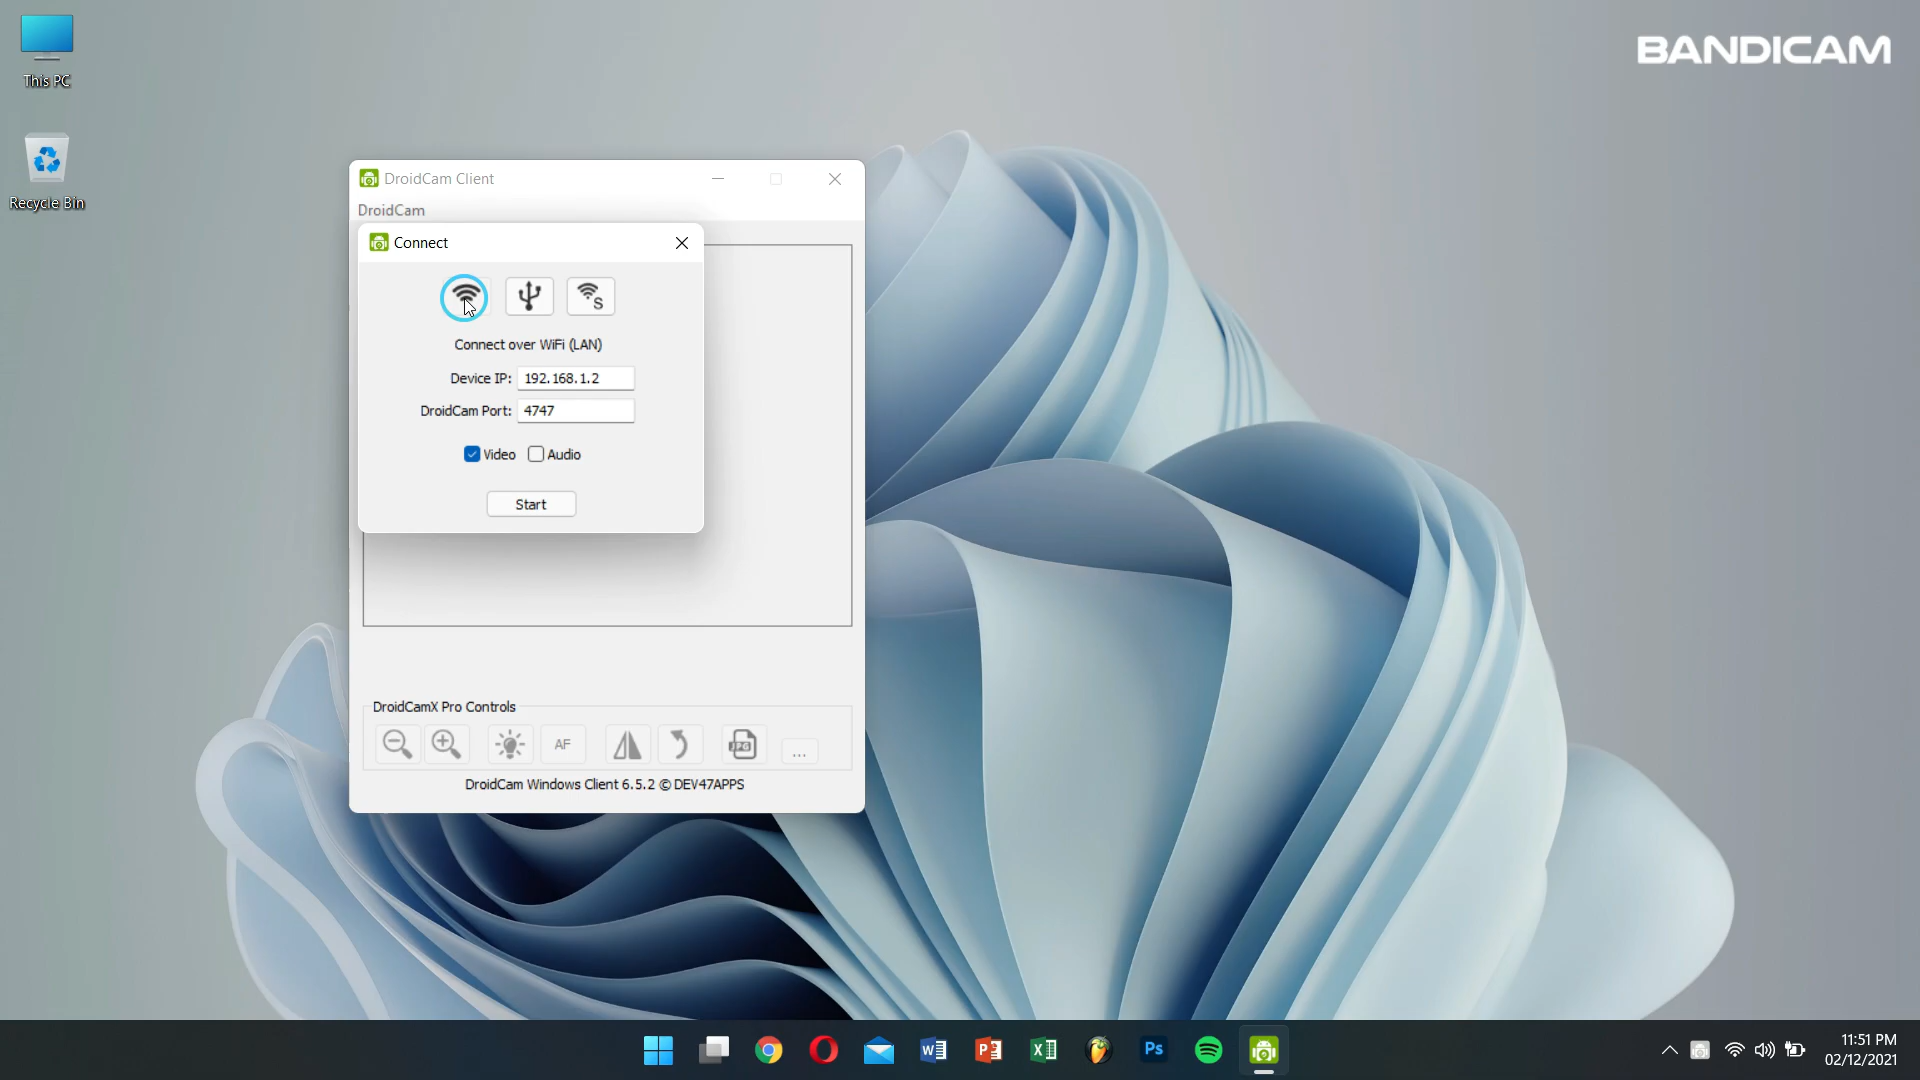 This PC
Recycle Bin
BANDICAM
DroidCam Client
DroidCam
Connect
S
Connect over WiFi (LAN)
Device IP: 192.168.1.2
DroidCam Port: 4747
Video Audio
Start
DroidCamX Pro Controls
AF JPG ...
DroidCam Windows Client 6.5.2 © DEV47APPS
W P X Ps
11:51 PM
02/12/2021